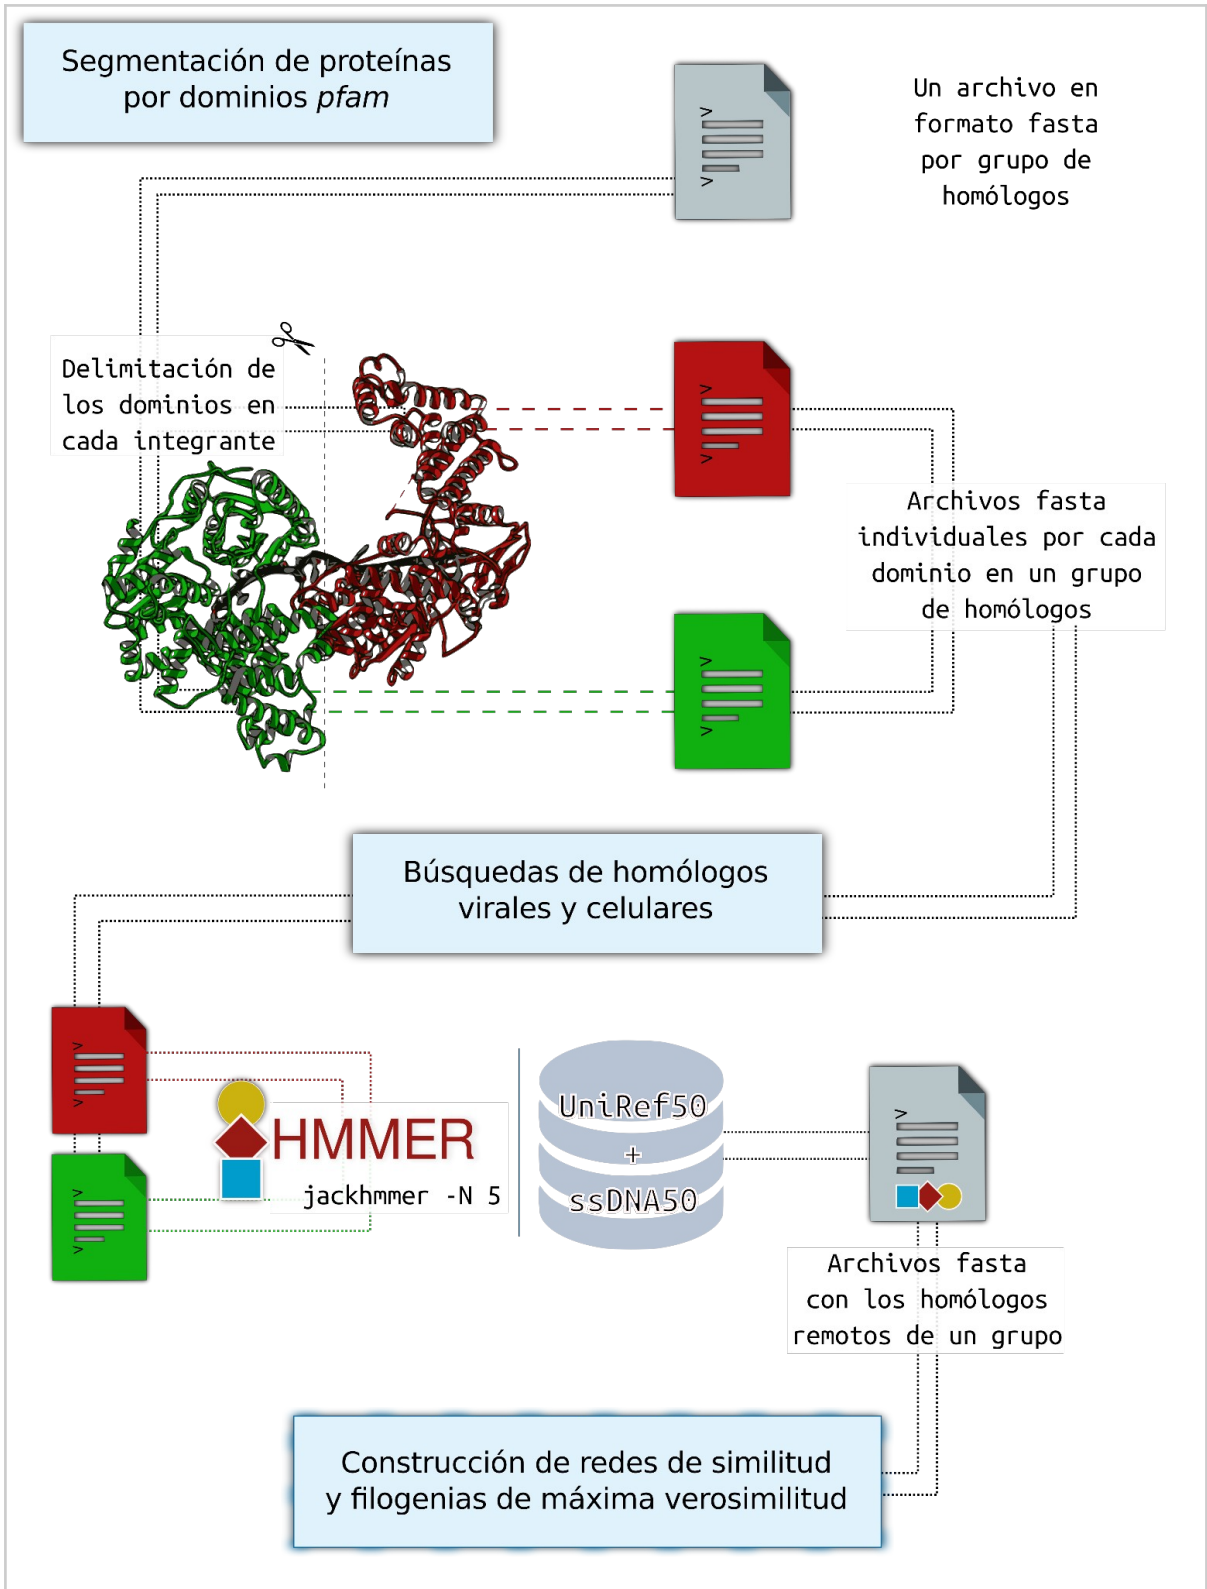 Segmentación de proteínas
por dominios pfam
Un archivo en
formato fasta
por grupo de
homólogos
Delimitación de
los dominios en
cada integrante
Archivos fasta
individuales por cada
dominio en un grupo
de homólogos
Búsquedas de homólogos
virales y celulares
HMMER
jackhmmer -N 5
UniRef50
+
ssDNA50
Archivos fasta
con los homólogos
remotos de un grupo
Construcción de redes de similitud
y filogenias de máxima verosimilitud